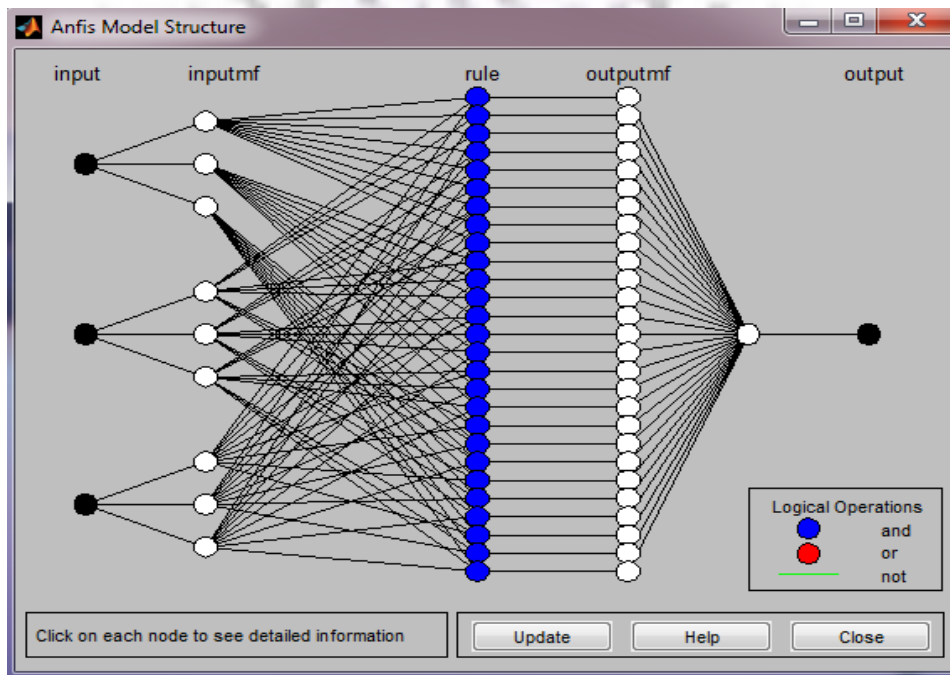 Anfis Model Structure
input inputmf rule outputmf output
Logical Operations
and
or
not
Click on each node to see detailed information
Update Help Close